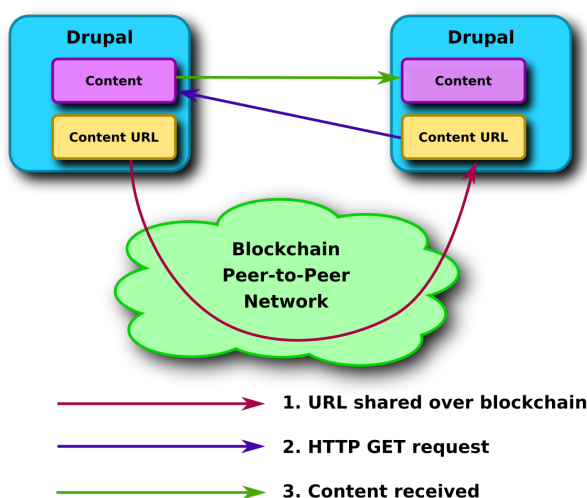 Drupal
Content
Content URL
Drupal
Content
Content URL
Blockchain
Peer-to-Peer
Network
1. URL shared over blockchain
2. HTTP GET request
3. Content received